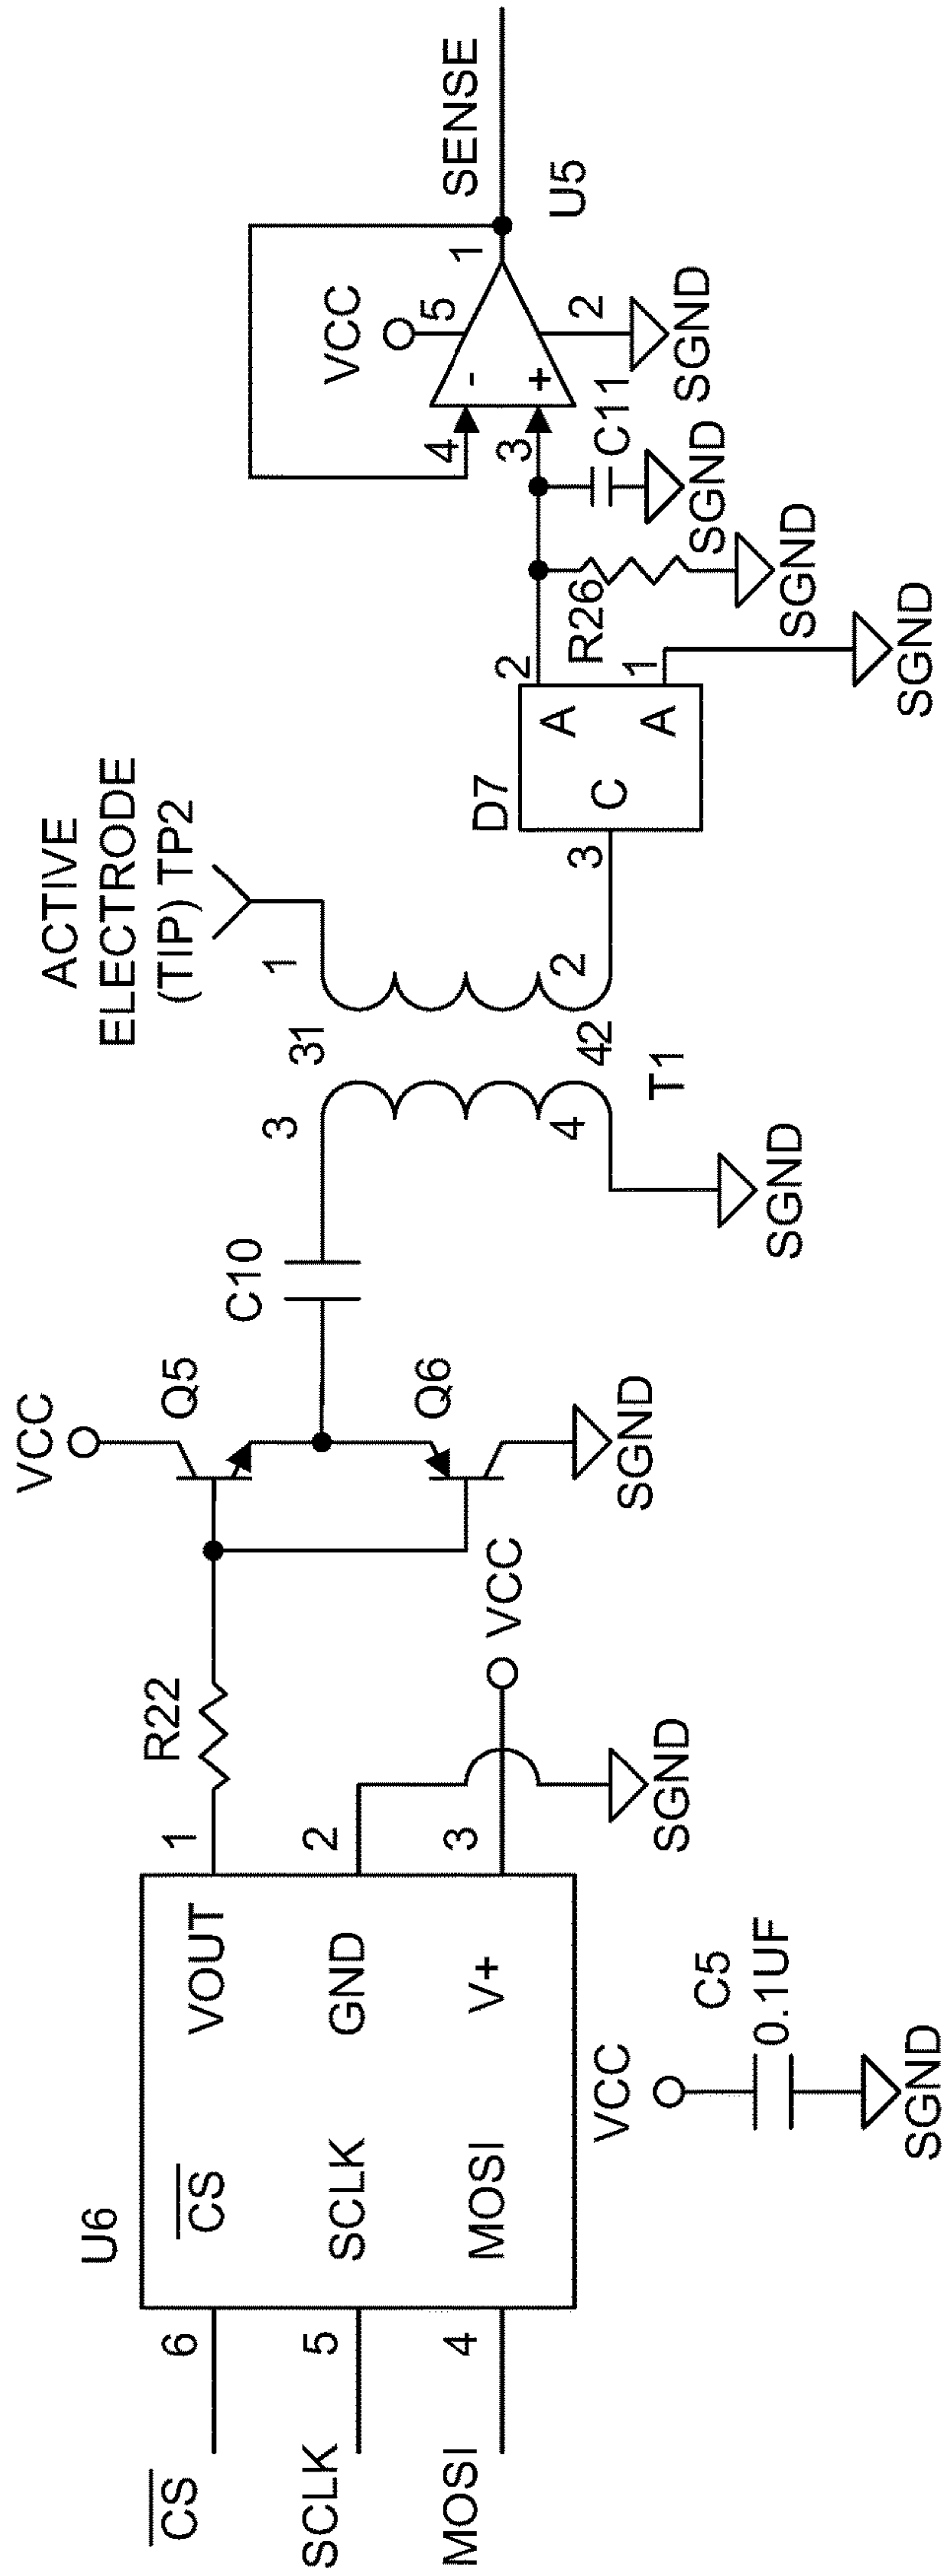 U6
CS
SCLK
MOSI
6
5
4
CS
SCLK
MOSI
VOUT
GND
V+
1
2
3
VCC
C5
0.1UF
SGND
R22
VCC
SGND
VCC
Q5
Q6
SGND
C10
3
4
SGND
T1
31
42
1
2
ACTIVE
ELECTRODE
(TIP) TP2
D7
3
C
A
A
2
1
SGND
R26
SGND
C11
SGND
4
3
-
+
VCC
5
2
SGND
1
U5
SENSE